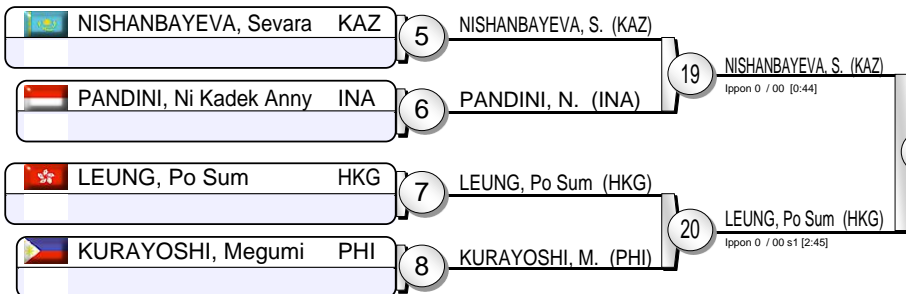 NISHANBAYEVA, Sevara KAZ
5
NISHANBAYEVA, S. (KAZ)
19
NISHANBAYEVA, S. (KAZ)
Ippon 0 / 00 [0:44]
PANDINI, Ni Kadek Anny INA
6
PANDINI, N. (INA)
LEUNG, Po Sum HKG
7
LEUNG, Po Sum (HKG)
20
LEUNG, Po Sum (HKG)
Ippon 0 / 00 s1 [2:45]
KURAYOSHI, Megumi PHI
8
KURAYOSHI, M. (PHI)